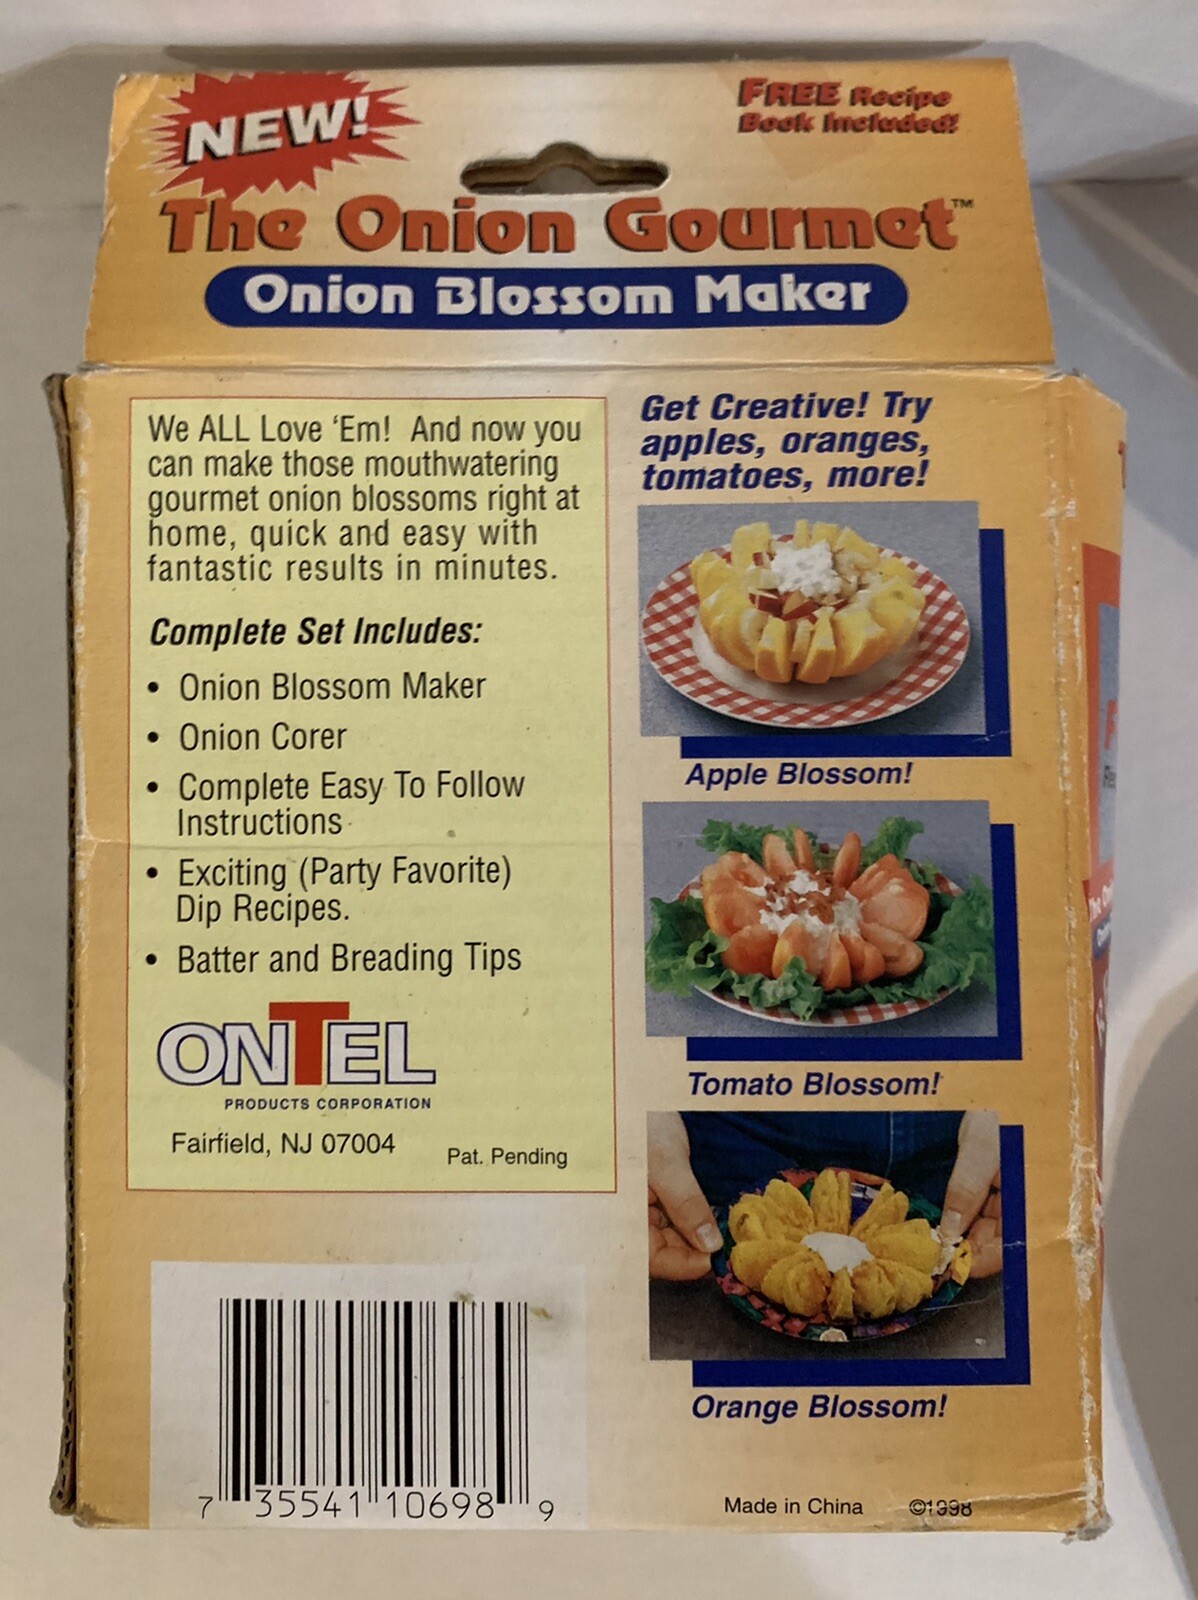 NEW!
FREE Recipe
Book Included!
The Onion Gourmet™
Onion Blossom Maker
We ALL Love ‘Em! And now you
can make those mouthwatering
gourmet onion blossoms right at
home, quick and easy with
fantastic results in minutes.
Complete Set Includes:
• Onion Blossom Maker
• Onion Corer
• Complete Easy To Follow
Instructions
• Exciting (Party Favorite)
Dip Recipes.
• Batter and Breading Tips
ONTEL
PRODUCTS CORPORATION
Fairfield, NJ 07004
Pat. Pending
Get Creative! Try
apples, oranges,
tomatoes, more!
Apple Blossom!
Tomato Blossom!
Orange Blossom!
7 35541 10698 9
Made in China ©1998